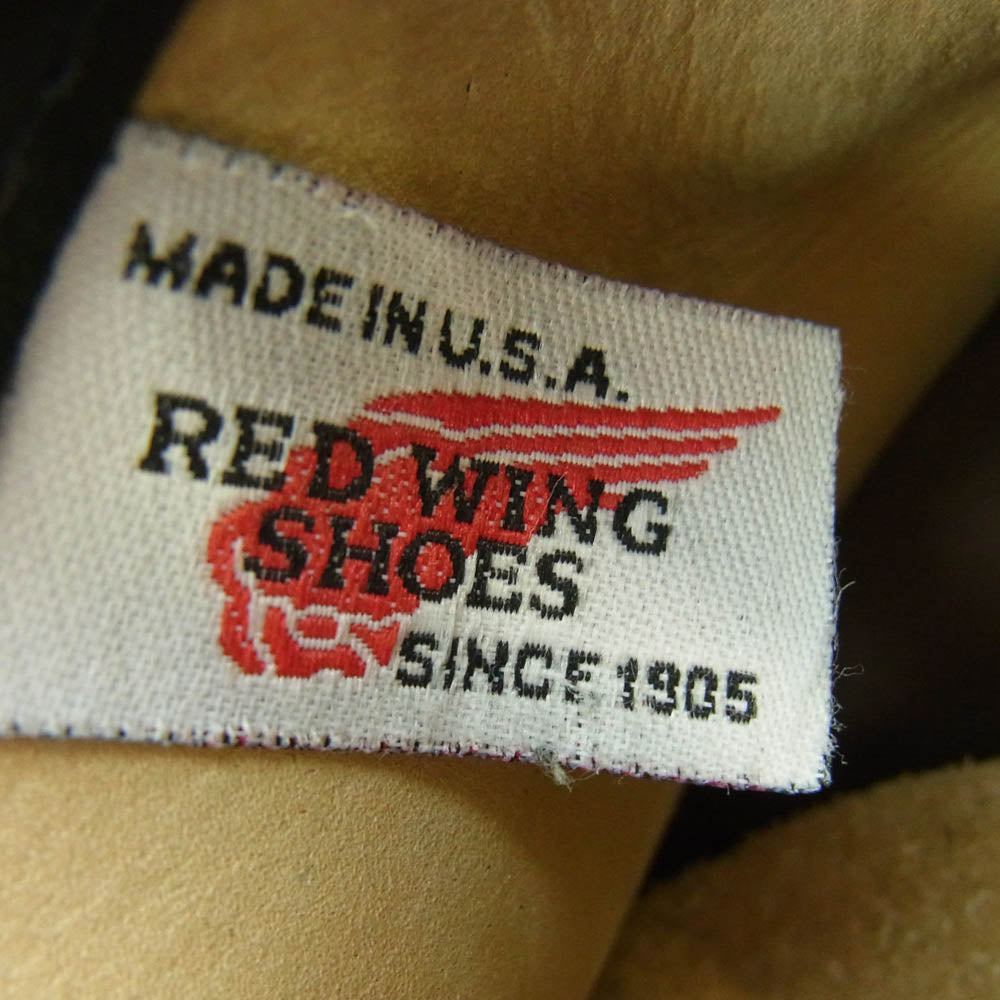 MADE IN U.S.A.
RED WING
SHOES
SINCE 1905